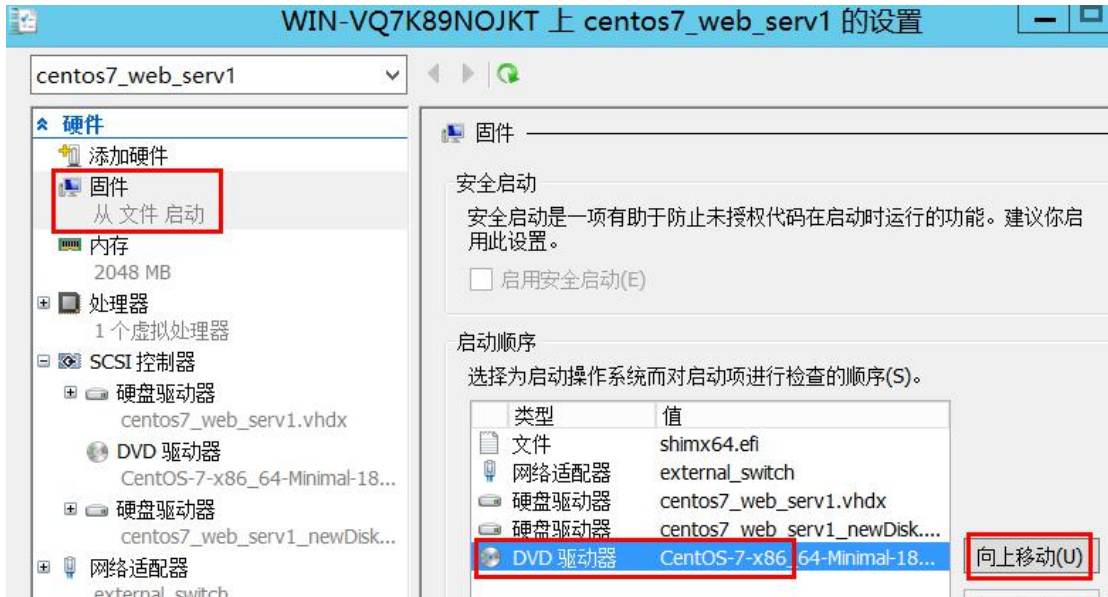 WIN-VQ7K89NOJKT 上 centos7_web_serv1 的设置
centos7_web_serv1
硬件
添加硬件
固件
从 文件 启动
内存
2048 MB
处理器
1 个虚拟处理器
SCSI 控制器
硬盘驱动器
centos7_web_serv1.vhdx
DVD 驱动器
CentOS-7-x86_64-Minimal-18...
硬盘驱动器
centos7_web_serv1_newDisk...
网络适配器
external_switch
固件
安全启动
安全启动是一项有助于防止未授权代码在启动时运行的功能。建议你启
用此设置。
启用安全启动(E)
启动顺序
选择为启动操作系统而对启动项进行检查的顺序(S)。
类型 值
文件 shimx64.efi
网络适配器 external_switch
硬盘驱动器 centos7_web_serv1.vhdx
硬盘驱动器 centos7_web_serv1_newDisk....
DVD 驱动器 CentOS-7-x86_64-Minimal-18...
向上移动(U)